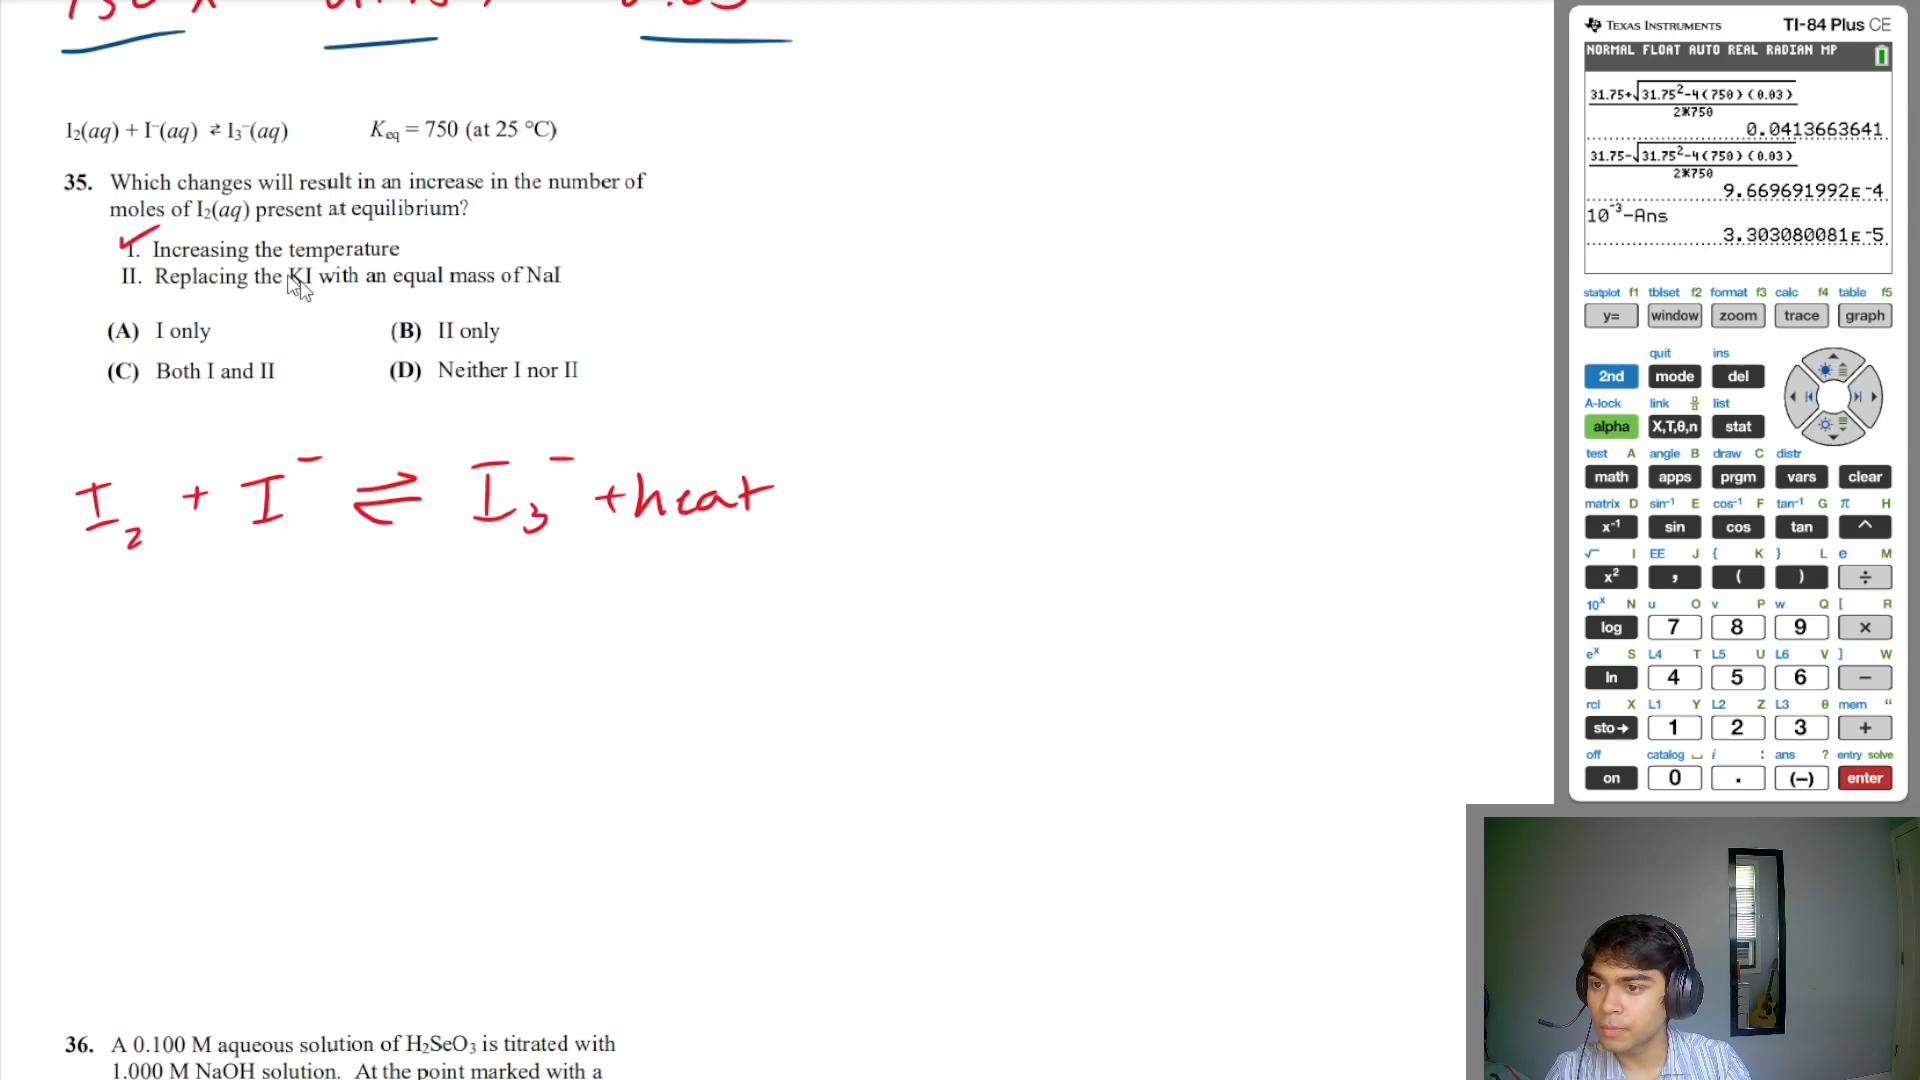 I₂(aq) + I⁻(aq) ⇌ I₃⁻(aq) Keq = 750 (at 25 °C)
35. Which changes will result in an increase in the number of
moles of I₂(aq) present at equilibrium?
I. Increasing the temperature
II. Replacing the KI with an equal mass of NaI
(A) I only (B) II only
(C) Both I and II (D) Neither I nor II
I₂ + I⁻ ⇌ I₃⁻ + heat
36. A 0.100 M aqueous solution of H₂SeO₃ is titrated with
1.000 M NaOH solution. At the point marked with a
TEXAS INSTRUMENTS TI-84 Plus CE
NORMAL FLOAT AUTO REAL RADIAN MP
31.75+√31.75²-4(750)(0.03)
2*750
0.0413663641
31.75-√31.75²-4(750)(0.03)
2*750
9.669691992E-4
10⁻³-Ans
3.303080081E-5
statplot f1 tblset f2 format f3 calc f4 table f5
y= window zoom trace graph
quit ins
2nd mode del
A-lock link list
alpha X,T,θ,n stat
test A angle B draw C distr
math apps prgm vars clear
matrix D sin⁻¹ E cos⁻¹ F tan⁻¹ G π H
x⁻¹ sin cos tan ^
√ I EE J { K } L e M
x² , ( ) ÷
10ˣ N u O v P w Q [ R
log 7 8 9 ×
eˣ S L4 T L5 U L6 V ] W
ln 4 5 6 −
rcl X L1 Y L2 Z L3 θ mem "
sto→ 1 2 3 +
off catalog ⎵ i : ans ? entry solve
on 0 . (−) enter